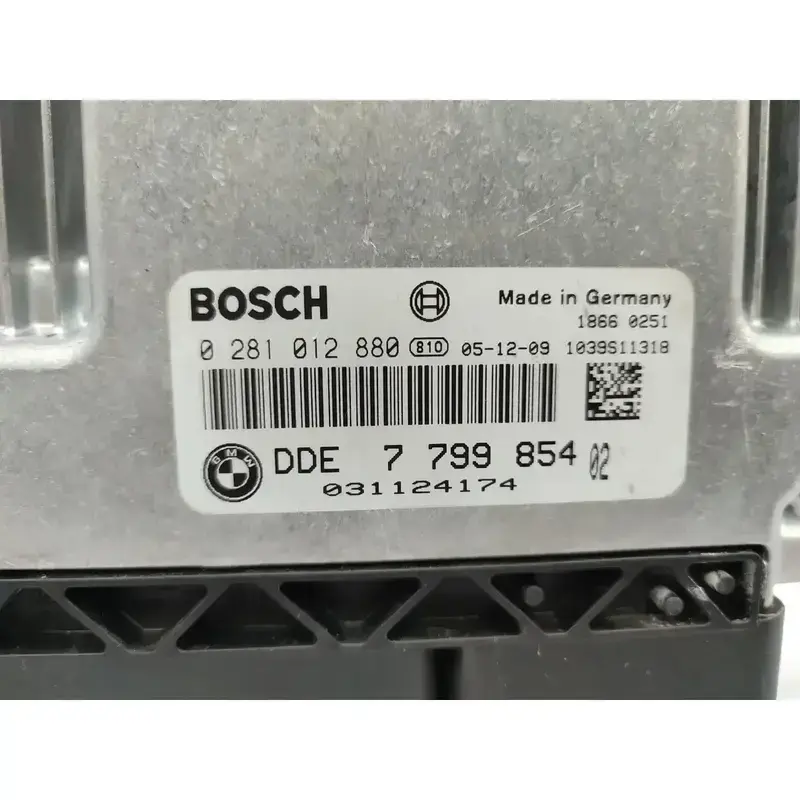 BOSCH
Made in Germany
1866 0251
0 281 012 880 810 05-12-09 1039S11318
BMW
DDE 7 799 854 02
031124174